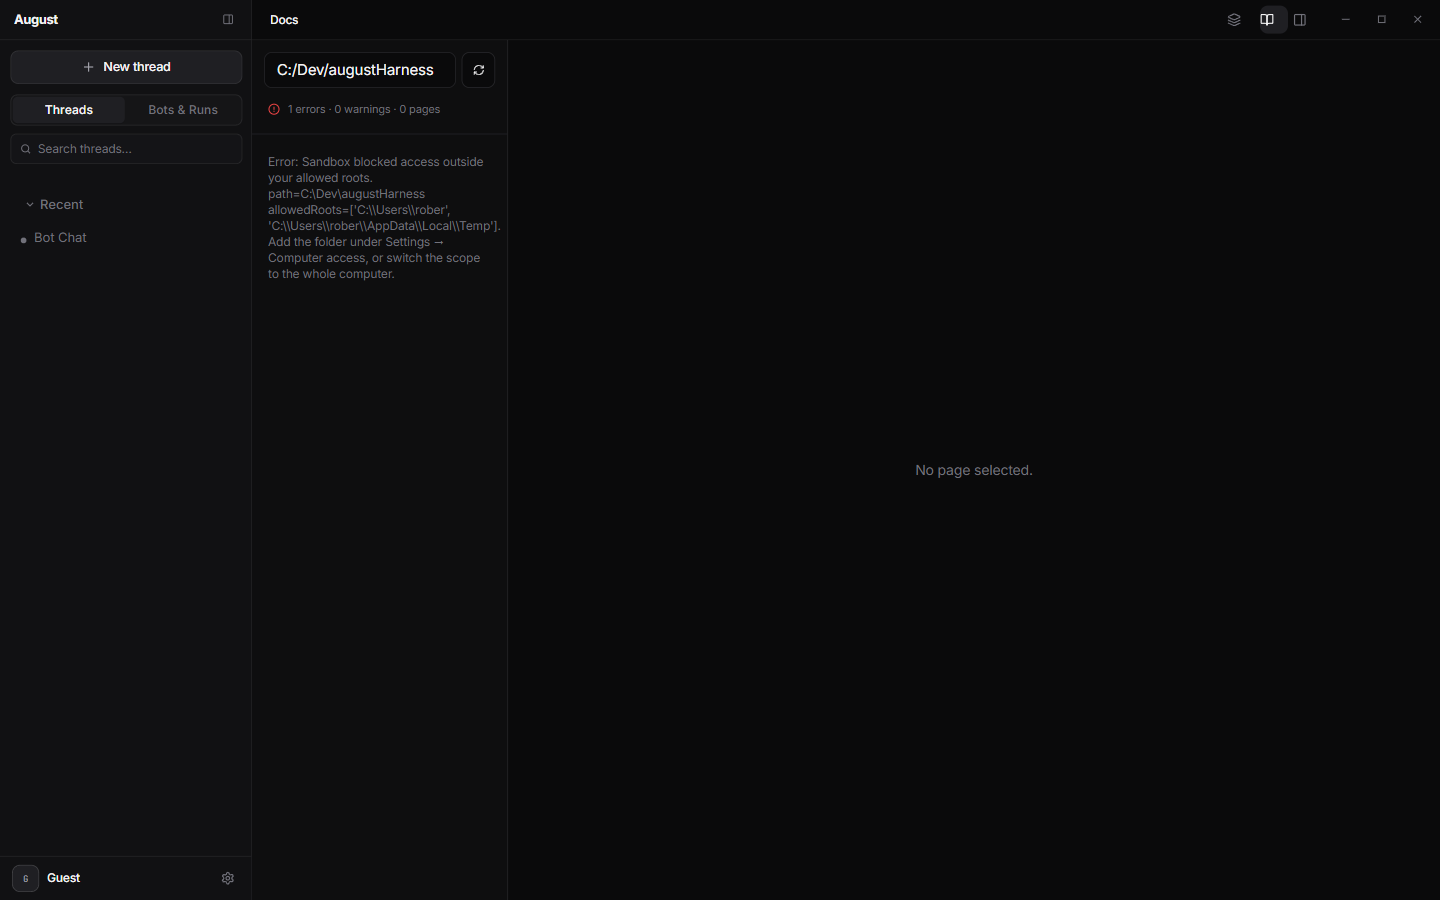 August
Docs
New thread
C:/Dev/augustHarness
Threads
Bots & Runs
1 errors · 0 warnings · 0 pages
Search threads...
Error: Sandbox blocked access outside
your allowed roots.
path=C:\Dev\augustHarness
allowedRoots=['C:\\Users\\rober',
'C:\\Users\\rober\\AppData\\Local\\Temp'].
Add the folder under Settings →
Computer access, or switch the scope
to the whole computer.
Recent
Bot Chat
No page selected.
G
Guest